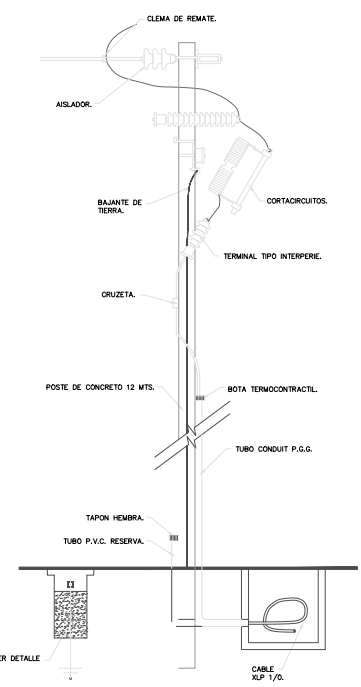 CLEMA DE REMATE.
AISLADOR.
BAJANTE DE
TIERRA.
CORTACIRCUITOS.
TERMINAL TIPO INTERPERIE.
CRUZETA.
POSTE DE CONCRETO 12 MTS.
BOTA TERMOCONTRACTIL.
TUBO CONDUIT P.G.G.
TAPON HEMBRA.
TUBO P.V.C. RESERVA.
ER DETALLE
CABLE
XLP 1/0.